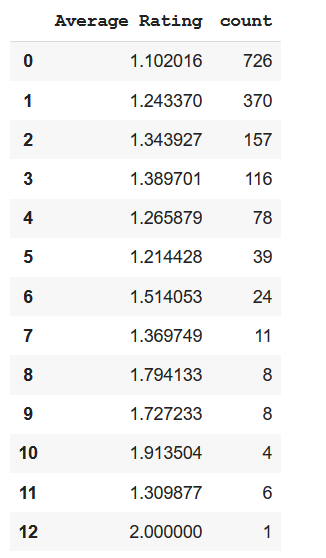 Average Rating count
0 1.102016 726
1 1.243370 370
2 1.343927 157
3 1.389701 116
4 1.265879 78
5 1.214428 39
6 1.514053 24
7 1.369749 11
8 1.794133 8
9 1.727233 8
10 1.913504 4
11 1.309877 6
12 2.000000 1